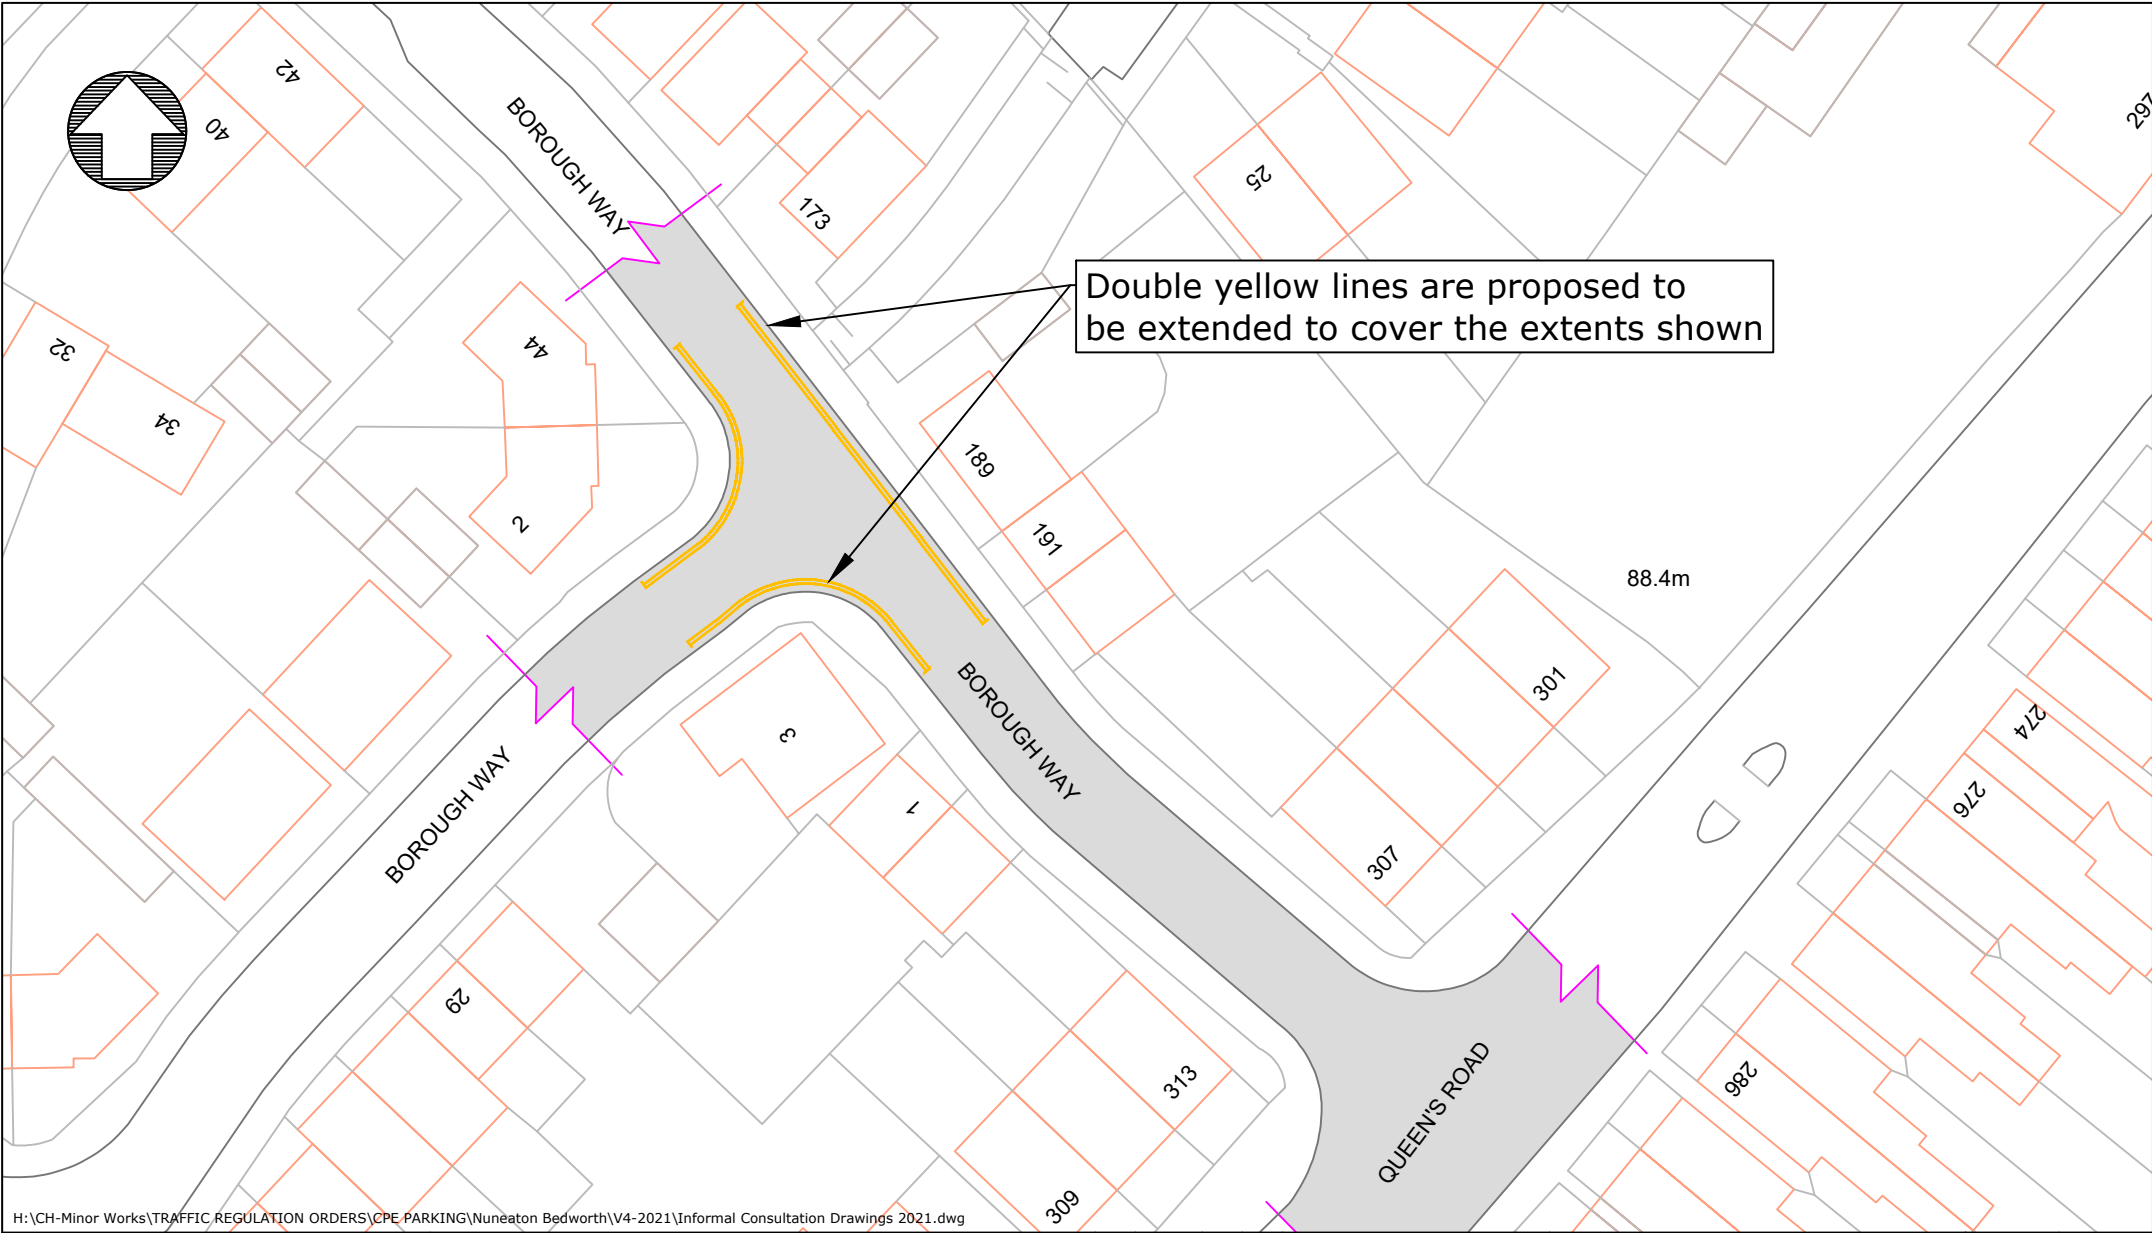 42
40
BOROUGH WAY
173
25
297
Double yellow lines are proposed to
be extended to cover the extents shown
32
34
44
2
189
191
88.4m
301
307
274
276
286
BOROUGH WAY
3
1
BOROUGH WAY
29
313
309
QUEEN'S ROAD
H:\CH-Minor Works\TRAFFIC REGULATION ORDERS\CPE PARKING\Nuneaton Bedworth\V4-2021\Informal Consultation Drawings 2021.dwg